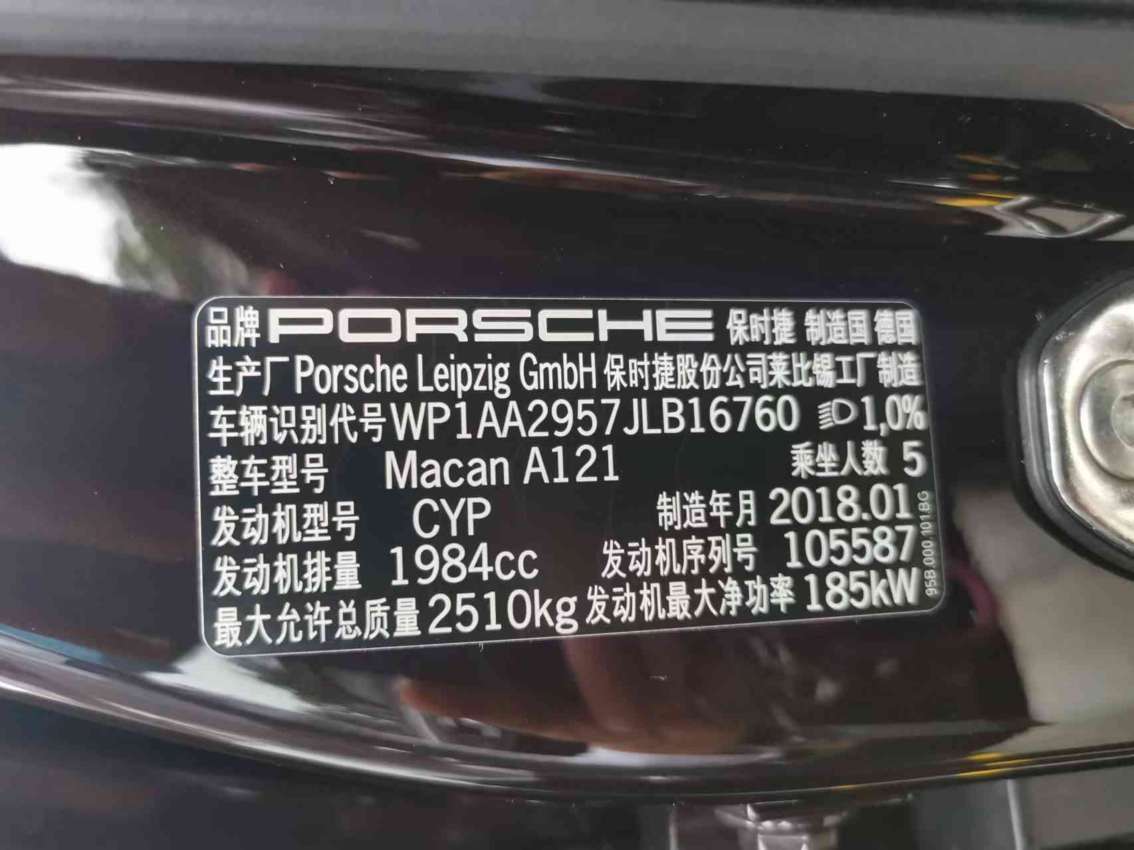 品牌 PORSCHE 保时捷 制造国 德国
生产厂 Porsche Leipzig GmbH 保时捷股份公司莱比锡工厂制造
车辆识别代号 WP1AA2957JLB16760 1,0%
整车型号 Macan A121 乘坐人数 5
发动机型号 CYP 制造年月 2018.01
发动机排量 1984cc 发动机序列号 105587
最大允许总质量 2510kg 发动机最大净功率 185kW
95B.000.101.BG